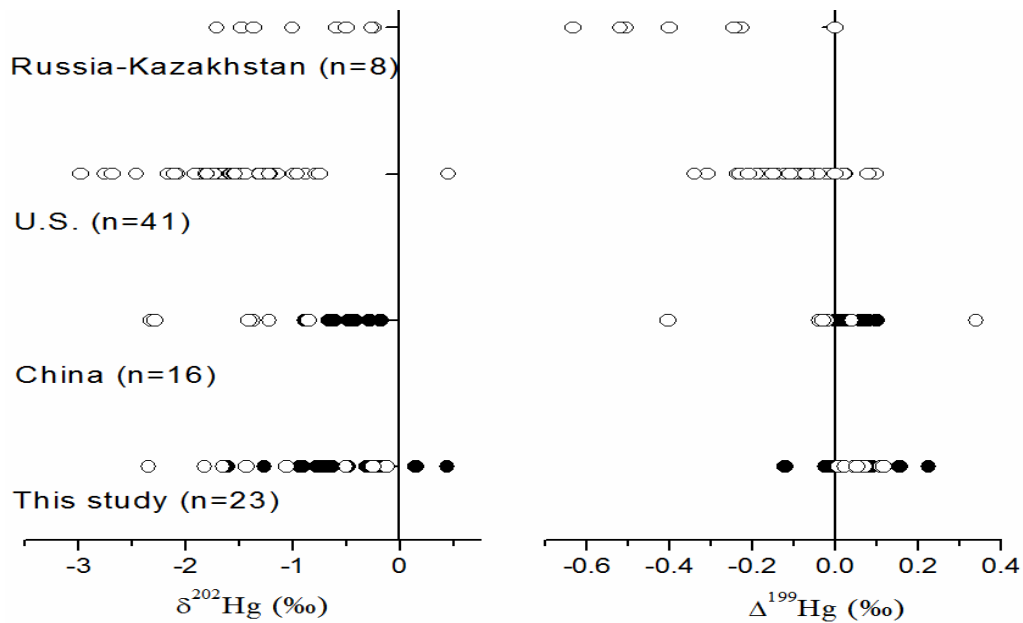 Russia-Kazakhstan (n=8)
U.S. (n=41)
China (n=16)
This study (n=23)
-3 -2 -1 0 -0.6 -0.4 -0.2 0.0 0.2 0.4
δ²⁰²Hg (‰) Δ¹⁹⁹Hg (‰)